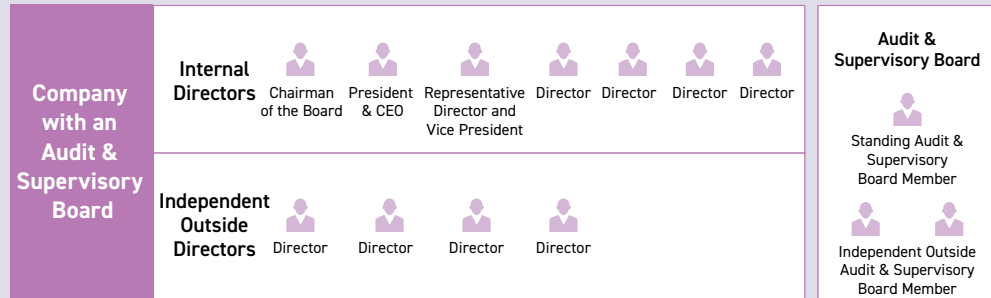 Company
with an
Audit &
Supervisory
Board
Internal
Directors
Chairman
of the Board
President
& CEO
Representative
Director and
Vice President
Director
Director
Director
Director
Independent
Outside
Directors
Director
Director
Director
Director
Audit &
Supervisory Board
Standing Audit &
Supervisory
Board Member
Independent Outside
Audit & Supervisory
Board Member